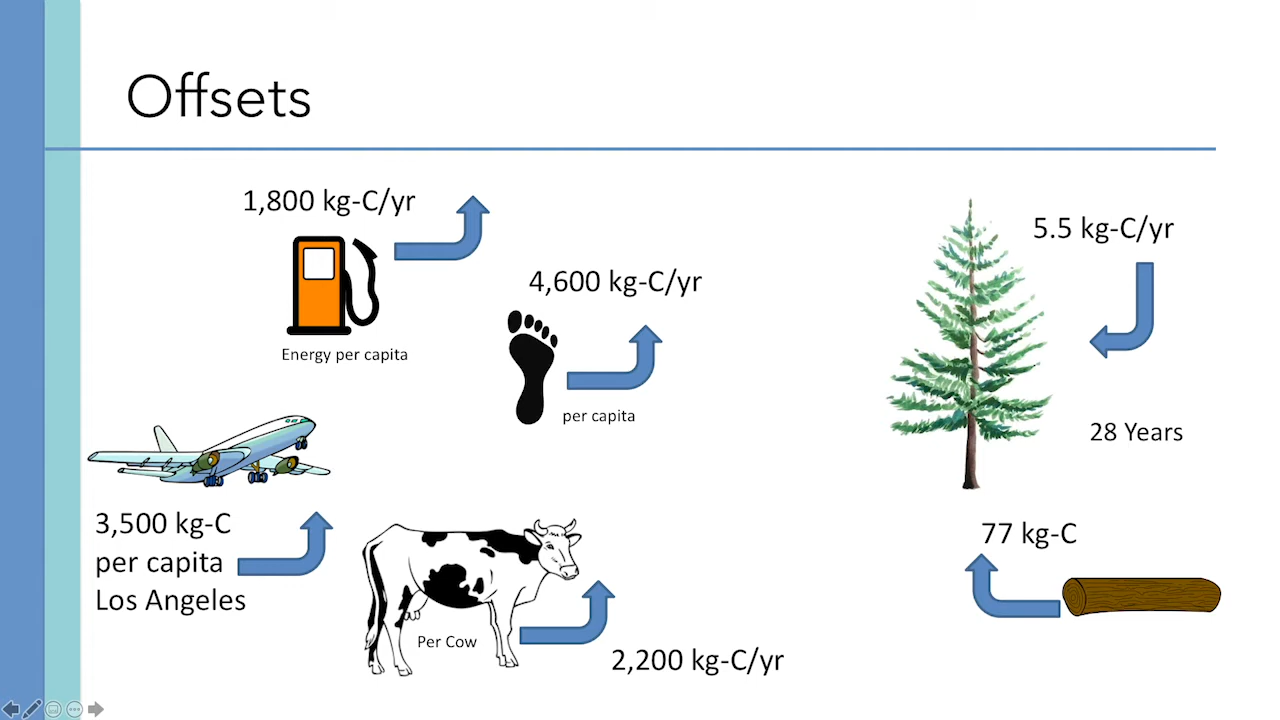 Offsets
1,800 kg-C/yr
Energy per capita
4,600 kg-C/yr
per capita
3,500 kg-C
per capita
Los Angeles
Per Cow
2,200 kg-C/yr
5.5 kg-C/yr
28 Years
77 kg-C